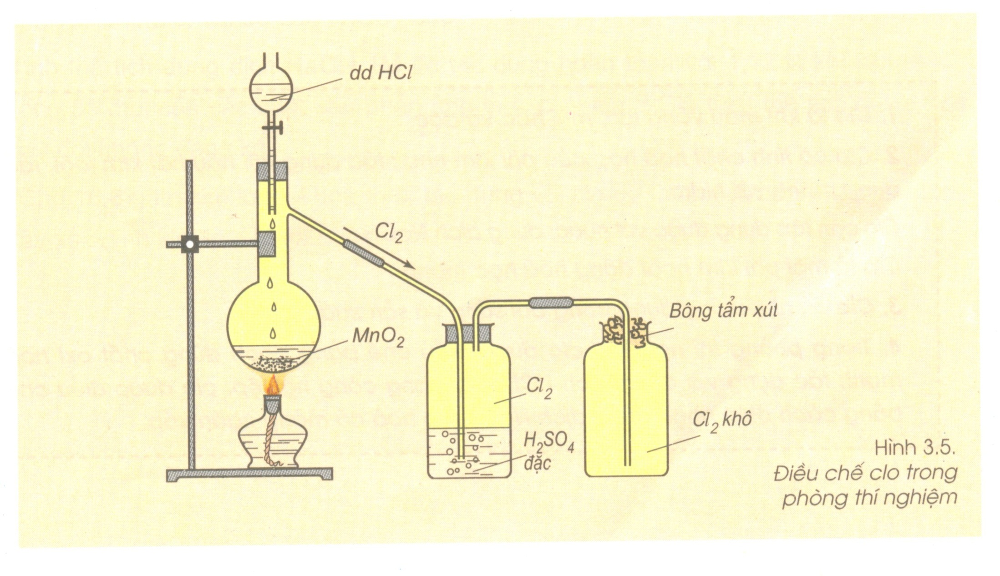 dd HCl
Cl₂
Bông tẩm xút
MnO₂
Cl₂
Cl₂ khô
H₂SO₄
đặc
Hình 3.5.
Điều chế clo trong
phòng thí nghiệm